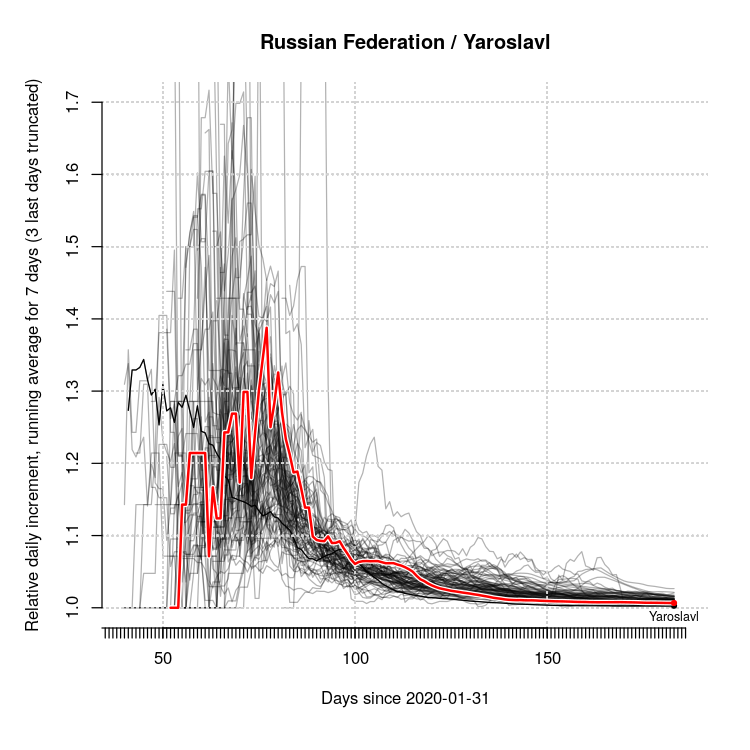 Russian Federation / Yaroslavl
Relative daily increment, running average for 7 days (3 last days truncated)
1.7
1.6
1.5
1.4
1.3
1.2
1.1
1.0
Yaroslavl
50
100
150
Days since 2020-01-31